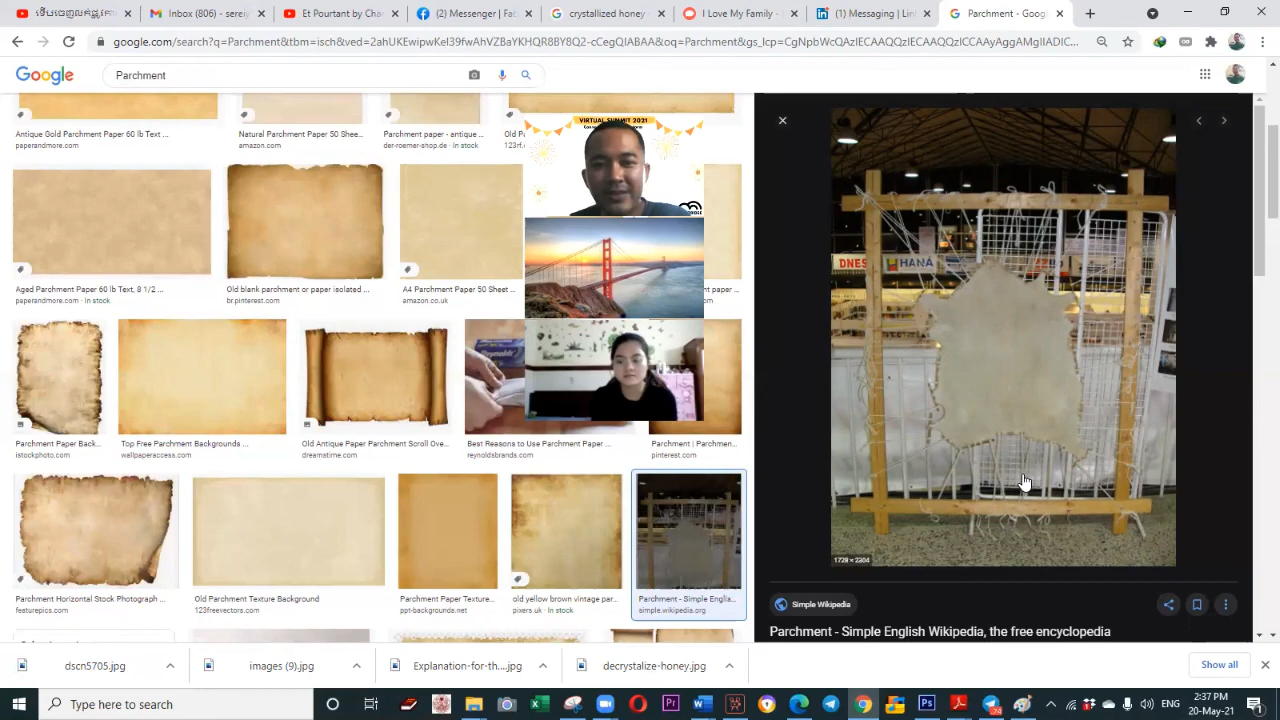 Inbox (806) - sereiy
Et Pourtant by Cha
(2) Messenger | Fac
crystallized honey -
I Love My Family -
(1) Messaging | Link
Parchment - Google
google.com/search?q=Parchment&tbm=isch&ved=
Google
Parchment
Antique Gold Parchment Paper 60 lb Text ...
paperandmore.com
Natural Parchment Paper 50 Shee...
amazon.com
Parchment paper - antique ...
der-roemer-shop.de · In stock
Old P
123rf.
VIRTUAL SUMMIT 2021
Aged Parchment Paper 60 lb Text, 8 1/2 ...
paperandmore.com · In stock
Old blank parchment or paper isolated ...
br.pinterest.com
A4 Parchment Paper 50 Sheet ...
amazon.co.uk
ment paper ...
Parchment Paper Back...
istockphoto.com
Top Free Parchment Backgrounds ...
wallpaperaccess.com
Old Antique Paper Parchment Scroll Ove...
dreamstime.com
Best Reasons to Use Parchment Paper ...
reynoldsbrands.com
Parchment | Parchmen...
pinterest.com
Parchment Horizontal Stock Photograph ...
featurepics.com
Old Parchment Texture Background
123freevectors.com
Parchment Paper Texture...
ppt-backgrounds.net
old yellow brown vintage par...
pixers.uk · In stock
Parchment - Simple Englis...
simple.wikipedia.org
DNES
HANA
1728 × 2304
Simple Wikipedia
Parchment - Simple English Wikipedia, the free encyclopedia
dscn5705.jpg
images (9).jpg
Explanation-for-th....jpg
decrystalize-honey.jpg
Show all
Type here to search
ENG
2:37 PM
20-May-21